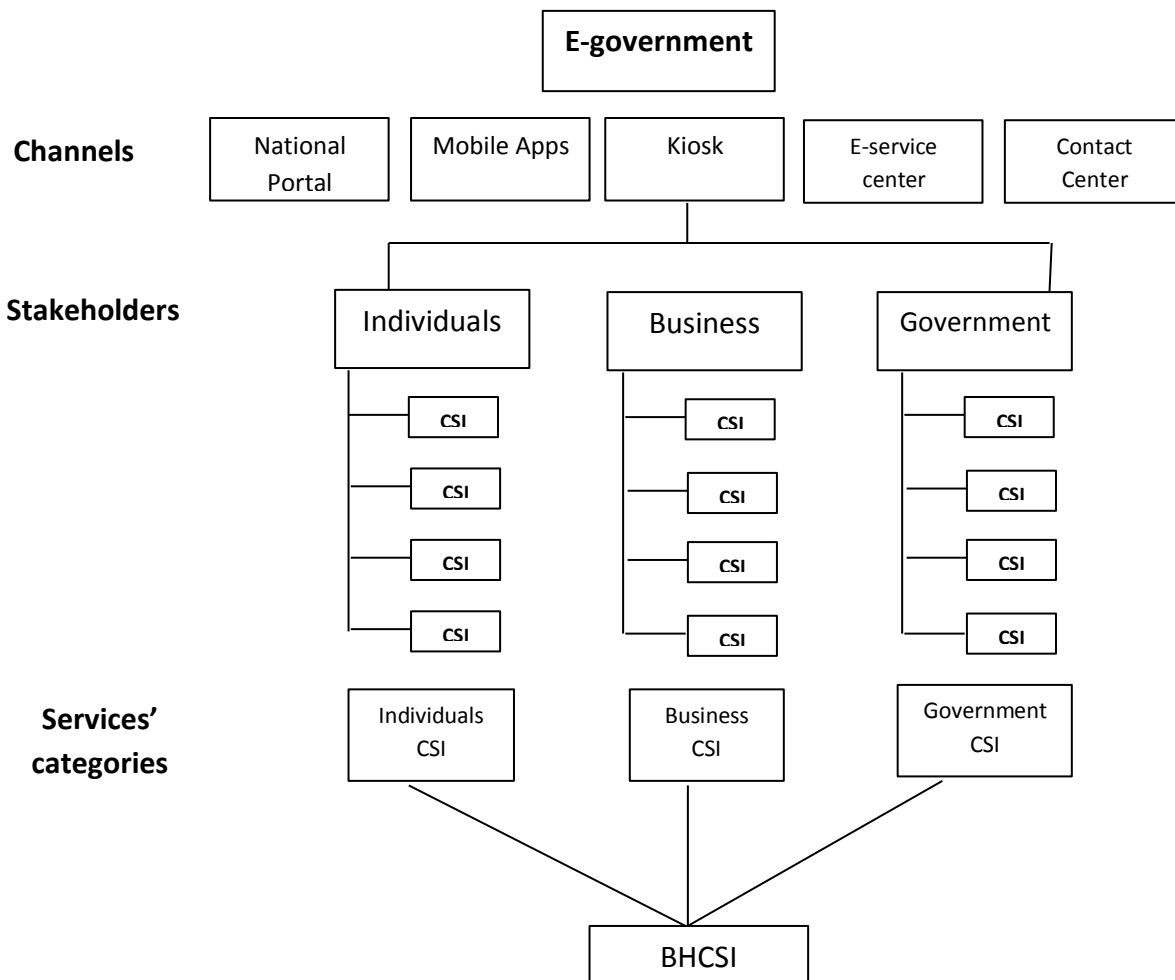 E-government
Channels
National
Portal
Mobile Apps
Kiosk
E-service
center
Contact
Center
Stakeholders
Individuals
Business
Government
CSI
CSI
CSI
CSI
CSI
CSI
CSI
CSI
CSI
CSI
CSI
CSI
Services’
categories
Individuals
CSI
Business
CSI
Government
CSI
BHCSI